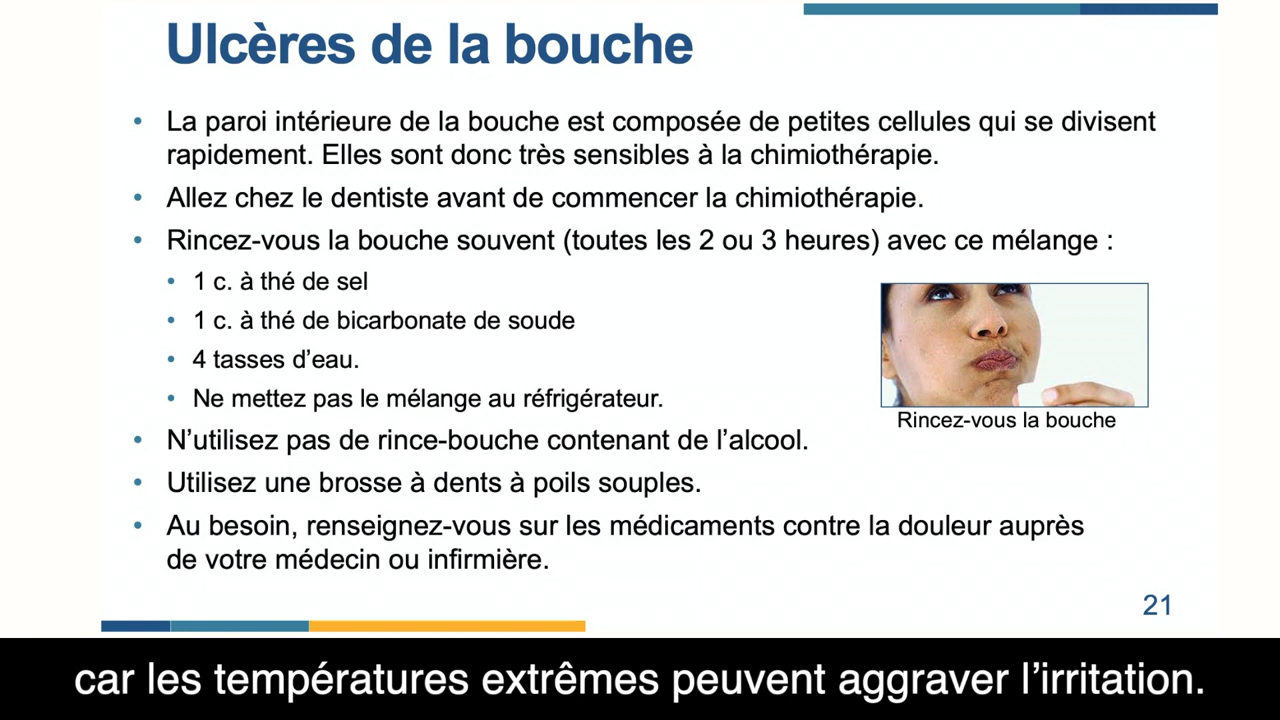 Ulcères de la bouche
• La paroi intérieure de la bouche est composée de petites cellules qui se divisent
rapidement. Elles sont donc très sensibles à la chimiothérapie.
• Allez chez le dentiste avant de commencer la chimiothérapie.
• Rincez-vous la bouche souvent (toutes les 2 ou 3 heures) avec ce mélange :
• 1 c. à thé de sel
• 1 c. à thé de bicarbonate de soude
• 4 tasses d’eau.
• Ne mettez pas le mélange au réfrigérateur.
Rincez-vous la bouche
• N’utilisez pas de rince-bouche contenant de l’alcool.
• Utilisez une brosse à dents à poils souples.
• Au besoin, renseignez-vous sur les médicaments contre la douleur auprès
de votre médecin ou infirmière.
21
car les températures extrêmes peuvent aggraver l’irritation.